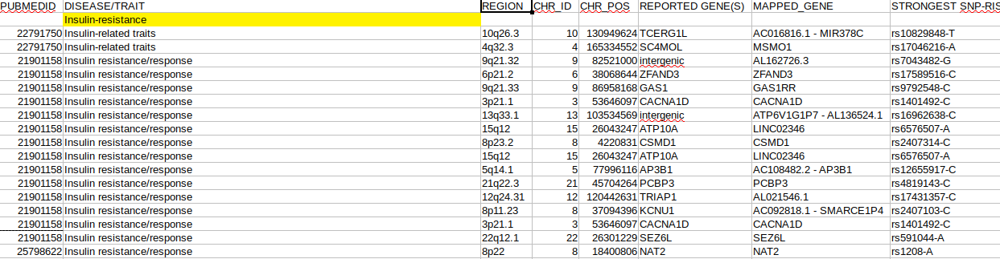 PUBMEDID DISEASE/TRAIT REGION CHR_ID CHR_POS REPORTED GENE(S) MAPPED_GENE STRONGEST SNP-RIS
Insulin-resistance
22791750 Insulin-related traits 10q26.3 10 130949624 TCERG1L AC016816.1 - MIR378C rs10829848-T
22791750 Insulin-related traits 4q32.3 4 165334552 SC4MOL MSMO1 rs17046216-A
21901158 Insulin resistance/response 9q21.32 9 82521000 intergenic AL162726.3 rs7043482-G
21901158 Insulin resistance/response 6p21.2 6 38068644 ZFAND3 ZFAND3 rs17589516-C
21901158 Insulin resistance/response 9q21.33 9 86958168 GAS1 GAS1RR rs9792548-C
21901158 Insulin resistance/response 3p21.1 3 53646097 CACNA1D CACNA1D rs1401492-C
21901158 Insulin resistance/response 13q33.1 13 103534569 intergenic ATP6V1G1P7 - AL136524.1 rs16962638-C
21901158 Insulin resistance/response 15q12 15 26043247 ATP10A LINC02346 rs6576507-A
21901158 Insulin resistance/response 8p23.2 8 4220831 CSMD1 CSMD1 rs2407314-C
21901158 Insulin resistance/response 15q12 15 26043247 ATP10A LINC02346 rs6576507-A
21901158 Insulin resistance/response 5q14.1 5 77996116 AP3B1 AC108482.2 - AP3B1 rs12655917-C
21901158 Insulin resistance/response 21q22.3 21 45704264 PCBP3 PCBP3 rs4819143-C
21901158 Insulin resistance/response 12q24.31 12 120442631 TRIAP1 AL021546.1 rs17431357-C
21901158 Insulin resistance/response 8p11.23 8 37094396 KCNU1 AC092818.1 - SMARCE1P4 rs2407103-C
21901158 Insulin resistance/response 3p21.1 3 53646097 CACNA1D CACNA1D rs1401492-C
21901158 Insulin resistance/response 22q12.1 22 26301229 SEZ6L SEZ6L rs591044-A
25798622 Insulin resistance/response 8p22 8 18400806 NAT2 NAT2 rs1208-A